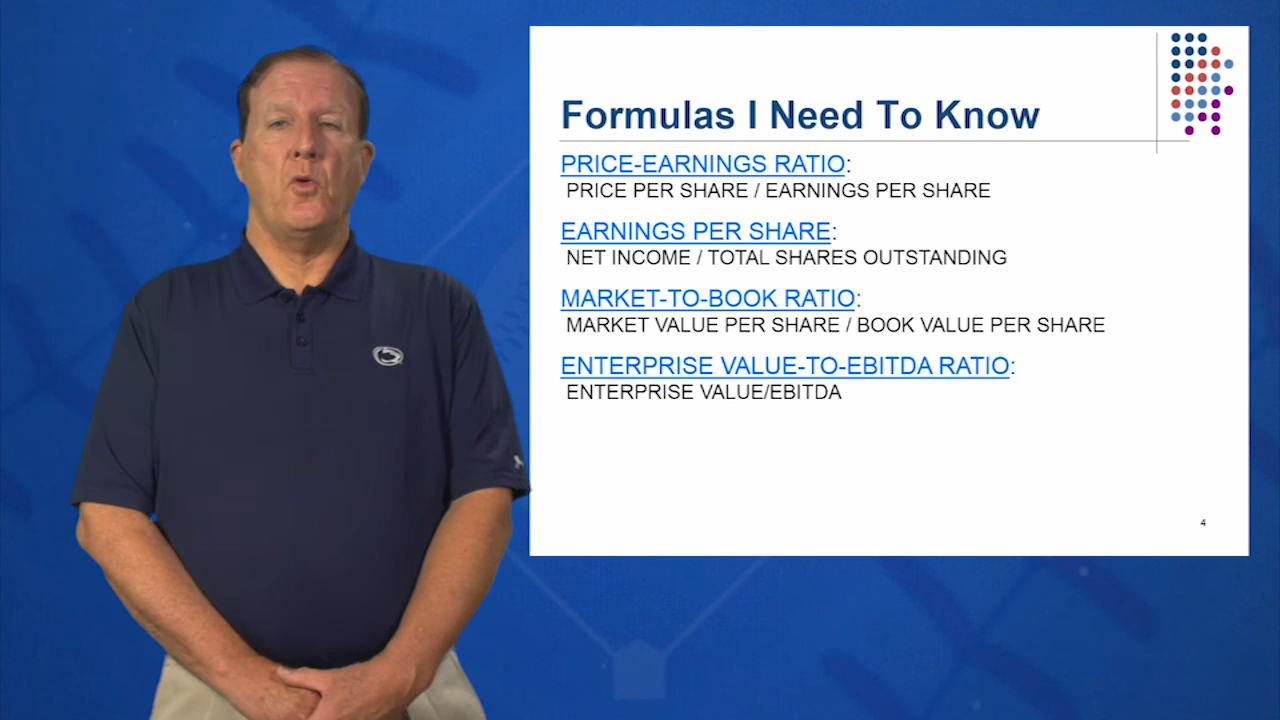 Formulas I Need To Know
PRICE-EARNINGS RATIO:
PRICE PER SHARE / EARNINGS PER SHARE
EARNINGS PER SHARE:
NET INCOME / TOTAL SHARES OUTSTANDING
MARKET-TO-BOOK RATIO:
MARKET VALUE PER SHARE / BOOK VALUE PER SHARE
ENTERPRISE VALUE-TO-EBITDA RATIO:
ENTERPRISE VALUE/EBITDA
4